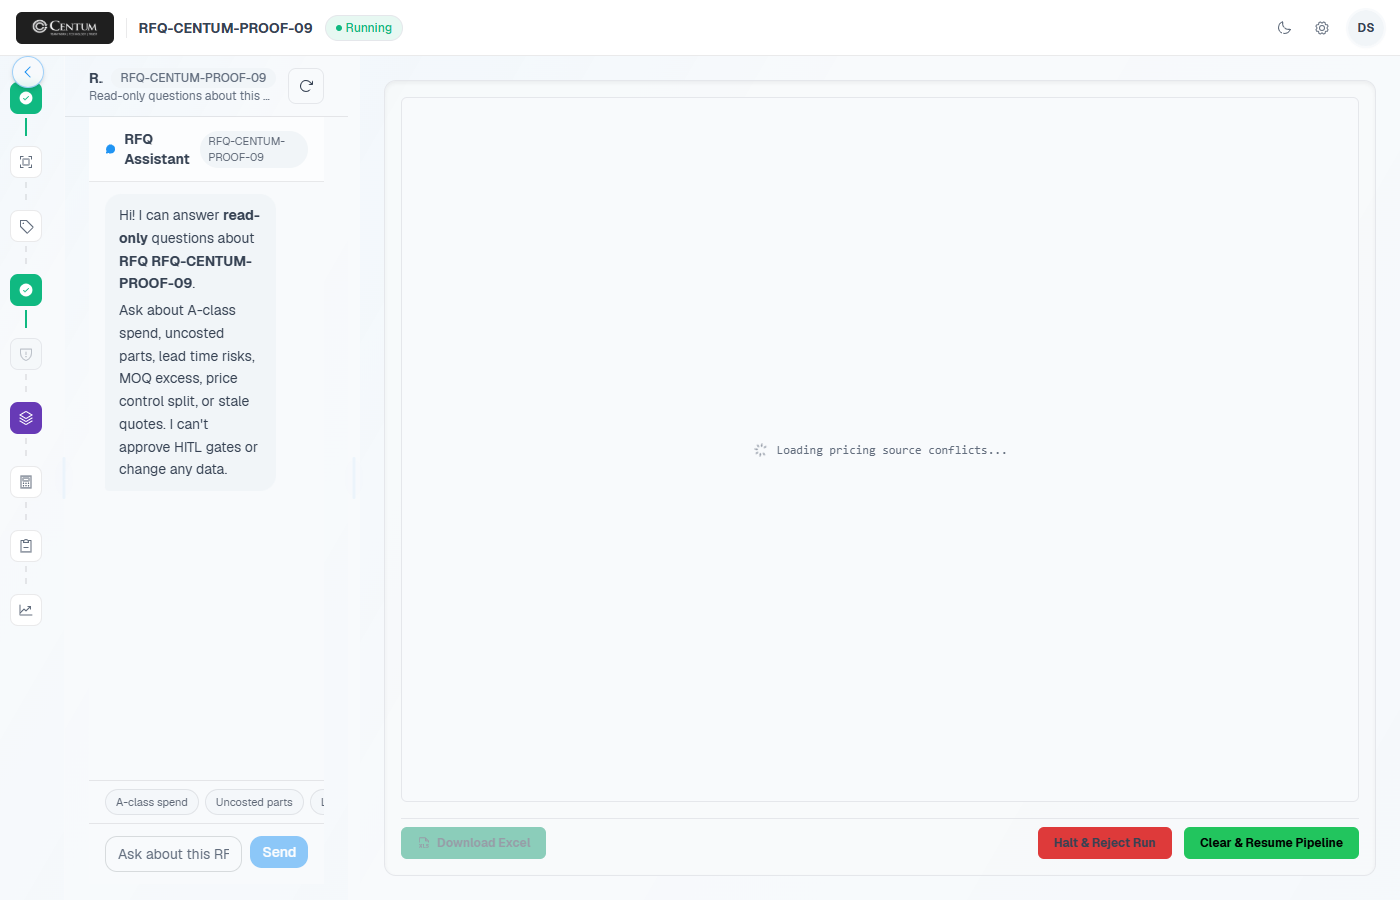 CENTUM
RFQ-CENTUM-PROOF-09
Running
DS
R.. RFQ-CENTUM-PROOF-09
Read-only questions about this ...
RFQ
Assistant
RFQ-CENTUM-
PROOF-09
Hi! I can answer read-
only questions about
RFQ RFQ-CENTUM-
PROOF-09.
Ask about A-class
spend, uncosted
parts, lead time risks,
MOQ excess, price
control split, or stale
quotes. I can't
approve HITL gates or
change any data.
Loading pricing source conflicts...
A-class spend
Uncosted parts
Ask about this RF
Send
Download Excel
Halt & Reject Run
Clear & Resume Pipeline